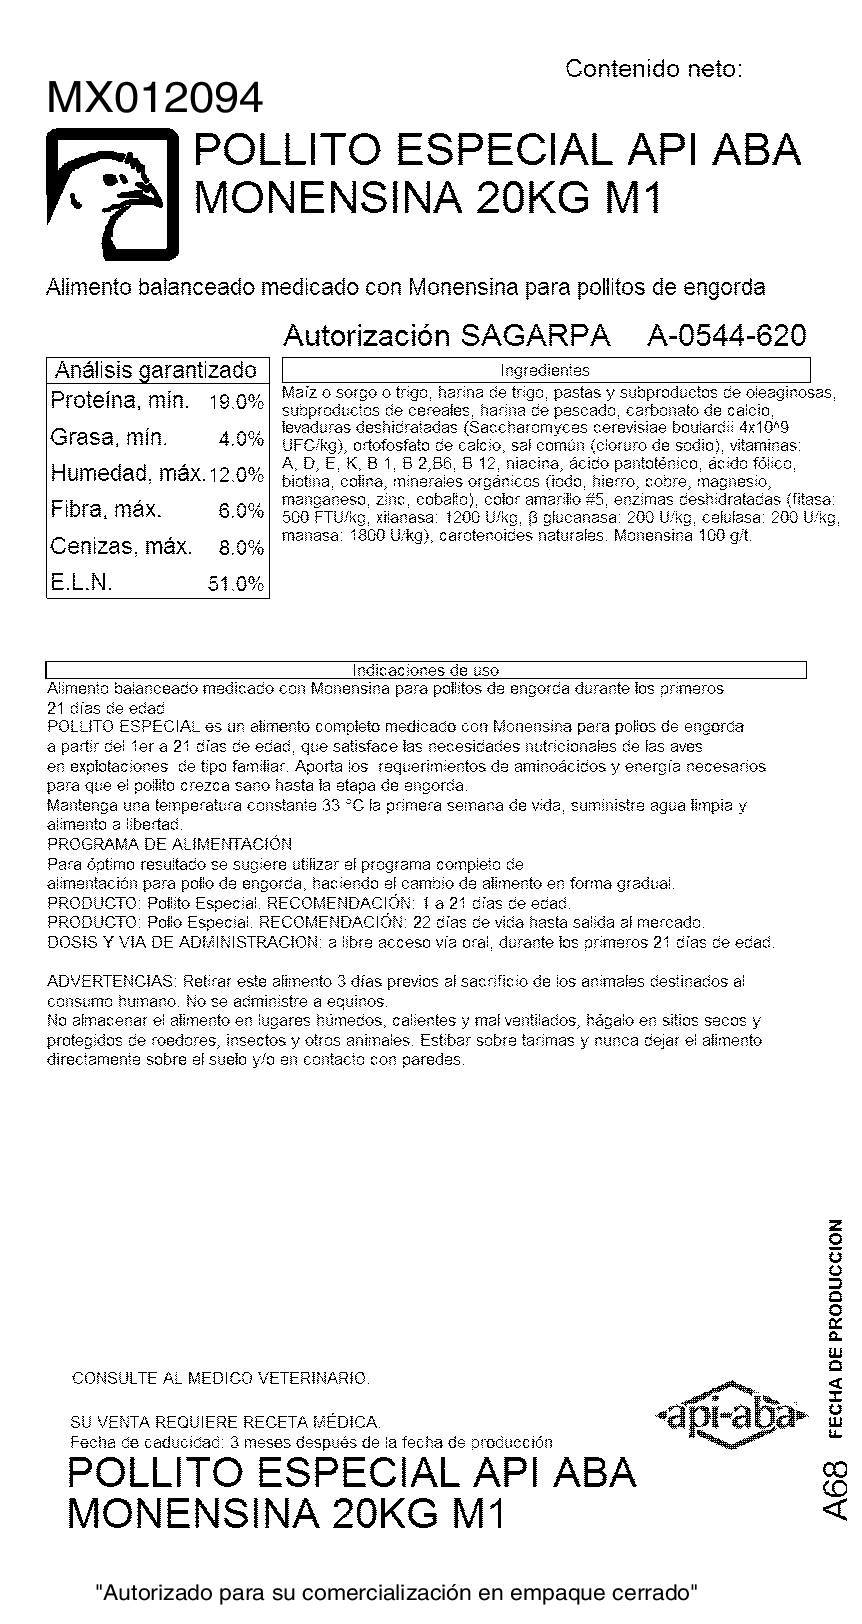 Contenido neto:
MX012094
POLLITO ESPECIAL API ABA
MONENSINA 20KG M1
Alimento balanceado medicado con Monensina para pollitos de engorda
Autorización SAGARPA A-0544-620
Análisis garantizado
Proteína, mín. 19.0%
Grasa, mín. 4.0%
Humedad, máx. 12.0%
Fibra, máx. 6.0%
Cenizas, máx. 8.0%
E.L.N. 51.0%
Ingredientes
Maíz o sorgo o trigo, harina de trigo, pastas y subproductos de oleaginosas,
subproductos de cereales, harina de pescado, carbonato de calcio,
levaduras deshidratadas (Saccharomyces cerevisiae boulardii 4x10^9
UFC/kg), ortofosfato de calcio, sal común (cloruro de sodio), vitaminas:
A, D, E, K, B 1, B 2,B6, B 12, niacina, ácido pantoténico, ácido fólico,
biotina, colina, minerales orgánicos (iodo, hierro, cobre, magnesio,
manganeso, zinc, cobalto), color amarillo #5, enzimas deshidratadas (fitasa:
500 FTU/kg, xilanasa: 1200 U/kg, β glucanasa: 200 U/kg, celulasa: 200 U/kg,
manasa: 1800 U/kg), carotenoides naturales. Monensina 100 g/t.
Indicaciones de uso
Alimento balanceado medicado con Monensina para pollitos de engorda durante los primeros
21 días de edad
POLLITO ESPECIAL es un alimento completo medicado con Monensina para pollos de engorda
a partir del 1er a 21 días de edad, que satisface las necesidades nutricionales de las aves
en explotaciones de tipo familiar. Aporta los requerimientos de aminoácidos y energía necesarios
para que el pollito crezca sano hasta la etapa de engorda.
Mantenga una temperatura constante 33 °C la primera semana de vida, suministre agua limpia y
alimento a libertad.
PROGRAMA DE ALIMENTACIÓN
Para óptimo resultado se sugiere utilizar el programa completo de
alimentación para pollo de engorda, haciendo el cambio de alimento en forma gradual.
PRODUCTO: Pollito Especial. RECOMENDACIÓN: 1 a 21 días de edad.
PRODUCTO: Pollo Especial. RECOMENDACIÓN: 22 días de vida hasta salida al mercado.
DOSIS Y VIA DE ADMINISTRACION: a libre acceso vía oral, durante los primeros 21 días de edad.
ADVERTENCIAS: Retirar este alimento 3 días previos al sacrificio de los animales destinados al
consumo humano. No se administre a equinos.
No almacenar el alimento en lugares húmedos, calientes y mal ventilados, hágalo en sitios secos y
protegidos de roedores, insectos y otros animales. Estibar sobre tarimas y nunca dejar el alimento
directamente sobre el suelo y/o en contacto con paredes.
FECHA DE PRODUCCION
A68
CONSULTE AL MEDICO VETERINARIO.
api-aba
SU VENTA REQUIERE RECETA MÉDICA.
Fecha de caducidad: 3 meses después de la fecha de producción
POLLITO ESPECIAL API ABA
MONENSINA 20KG M1
"Autorizado para su comercialización en empaque cerrado"